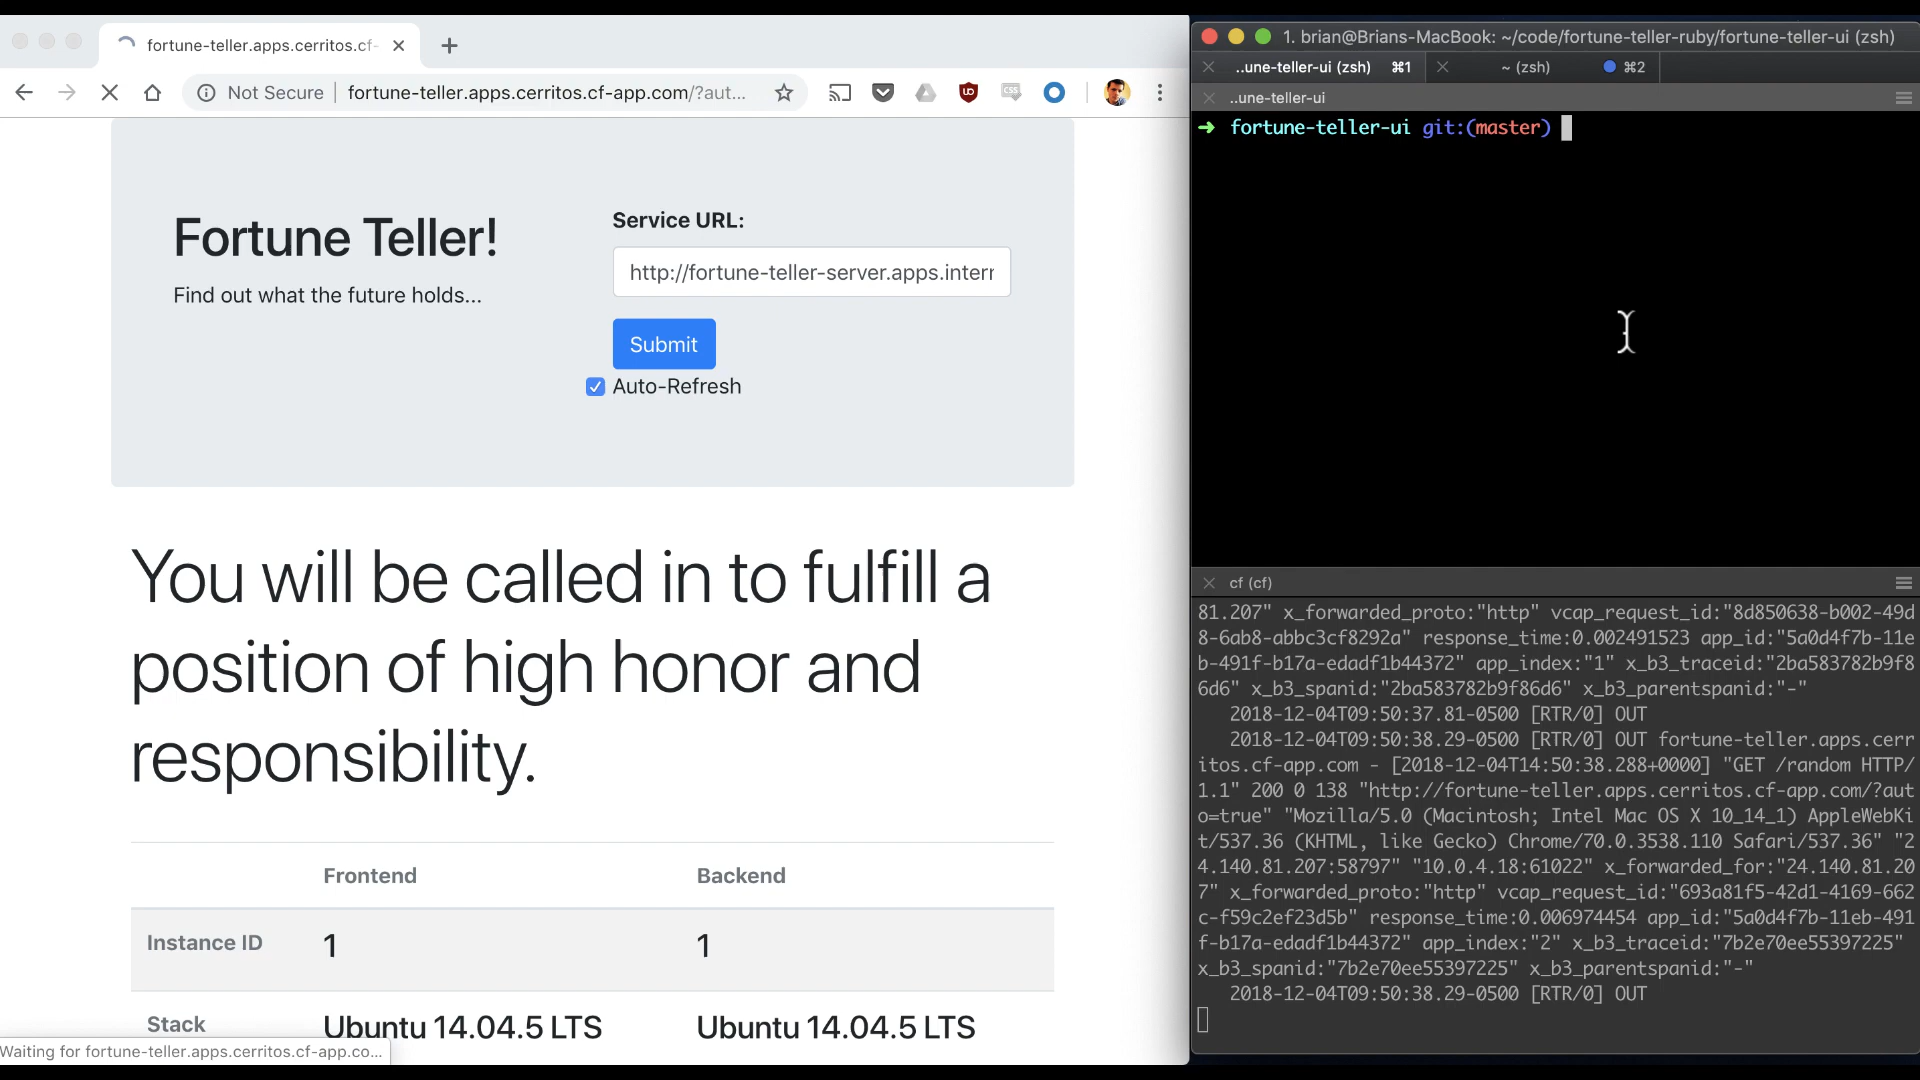 fortune-teller.apps.cerritos.cf-
Not Secure
fortune-teller.apps.cerritos.cf-app.com/?aut...
Fortune Teller!
Find out what the future holds...
Service URL:
http://fortune-teller-server.apps.interr
Submit
Auto-Refresh
You will be called in to fulfill a
position of high honor and
responsibility.
Frontend Backend
Instance ID 1 1
Stack Ubuntu 14.04.5 LTS Ubuntu 14.04.5 LTS
Waiting for fortune-teller.apps.cerritos.cf-app.co...
1. brian@Brians-MacBook: ~/code/fortune-teller-ruby/fortune-teller-ui (zsh)
..une-teller-ui (zsh) ⌘1 ~ (zsh) ⌘2
..une-teller-ui
➜ fortune-teller-ui git:(master)
cf (cf)
81.207" x_forwarded_proto:"http" vcap_request_id:"8d850638-b002-49d
8-6ab8-abbc3cf8292a" response_time:0.002491523 app_id:"5a0d4f7b-11e
b-491f-b17a-edadf1b44372" app_index:"1" x_b3_traceid:"2ba583782b9f8
6d6" x_b3_spanid:"2ba583782b9f86d6" x_b3_parentspanid:"-"
2018-12-04T09:50:37.81-0500 [RTR/0] OUT
2018-12-04T09:50:38.29-0500 [RTR/0] OUT fortune-teller.apps.cerr
itos.cf-app.com - [2018-12-04T14:50:38.288+0000] "GET /random HTTP/
1.1" 200 0 138 "http://fortune-teller.apps.cerritos.cf-app.com/?aut
o=true" "Mozilla/5.0 (Macintosh; Intel Mac OS X 10_14_1) AppleWebKi
t/537.36 (KHTML, like Gecko) Chrome/70.0.3538.110 Safari/537.36" "2
4.140.81.207:58797" "10.0.4.18:61022" x_forwarded_for:"24.140.81.20
7" x_forwarded_proto:"http" vcap_request_id:"693a81f5-42d1-4169-662
c-f59c2ef23d5b" response_time:0.006974454 app_id:"5a0d4f7b-11eb-491
f-b17a-edadf1b44372" app_index:"2" x_b3_traceid:"7b2e70ee55397225"
x_b3_spanid:"7b2e70ee55397225" x_b3_parentspanid:"-"
2018-12-04T09:50:38.29-0500 [RTR/0] OUT